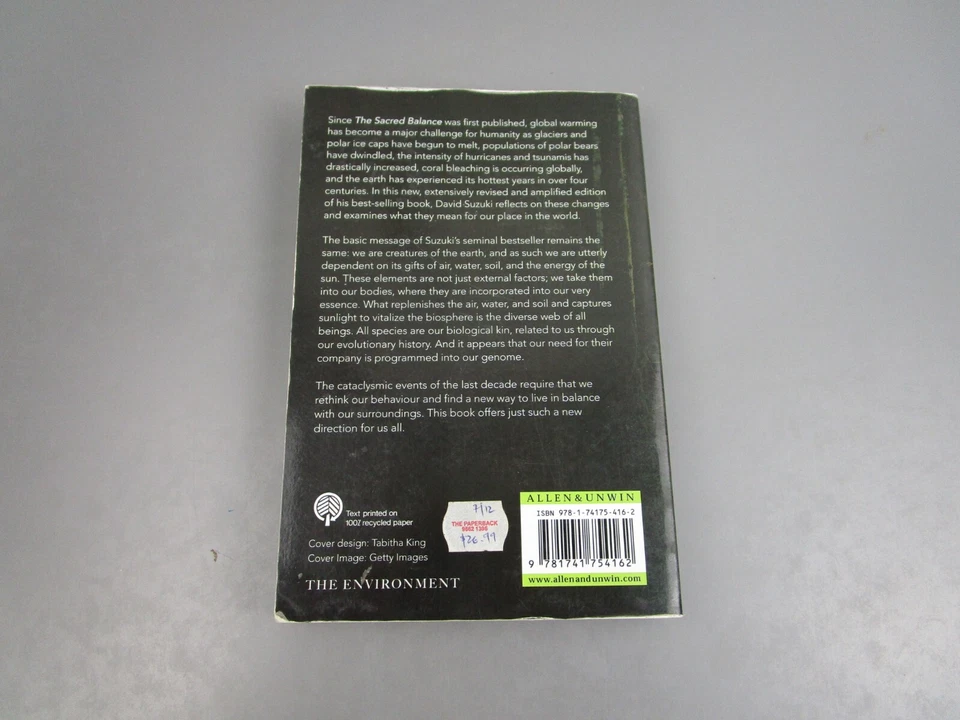 Since The Sacred Balance was first published, global warming
has become a major challenge for humanity as glaciers and
polar ice caps have begun to melt, populations of polar bears
have dwindled, the intensity of hurricanes and tsunamis has
drastically increased, coral bleaching is occurring globally,
and the earth has experienced its hottest years in over four
centuries. In this new, extensively revised and amplified edition
of his best-selling book, David Suzuki reflects on these changes
and examines what they mean for our place in the world.
The basic message of Suzuki's seminal bestseller remains the
same: we are creatures of the earth, and as such we are utterly
dependent on its gifts of air, water, soil, and the energy of the
sun. These elements are not just external factors; we take them
into our bodies, where they are incorporated into our very
essence. What replenishes the air, water, and soil and captures
sunlight to vitalize the biosphere is the diverse web of all
beings. All species are our biological kin, related to us through
our evolutionary history. And it appears that our need for their
company is programmed into our genome.
The cataclysmic events of the last decade require that we
rethink our behaviour and find a new way to live in balance
with our surroundings. This book offers just such a new
direction for us all.
Text printed on
100% recycled paper
Cover design: Tabitha King
Cover Image: Getty Images
THE ENVIRONMENT
7/12
THE PAPERBACK
9662 1396
$26.99
ALLEN & UNWIN
ISBN 978-1-74175-416-2
9 781741 754162
www.allenandunwin.com